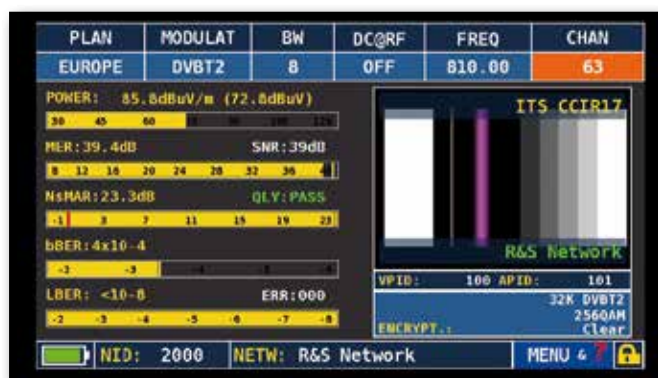 PLAN MODULAT BW DC@RF FREQ CHAN
EUROPE DVBT2 8 OFF 810.00 63
POWER: 85.8dBuV/m (72.8dBuV)
30 45 60
MER:39.4dB SNR:39dB
8 12 16 20 24 28 32 36
NsMAR:23.3dB QLY:PASS
-1 3 7 11 15 19 23
bBER:4x10-4
-2 -3
LBER: <10-8 ERR:000
-2 -3 -4 -5 -6 -7 -8
ITS CCIR17
R&S Network
VPID: 100 APID: 101
32K DVBT2
256QAM
ENCRYPT.: Clear
NID: 2000 NETW: R&S Network MENU & ?